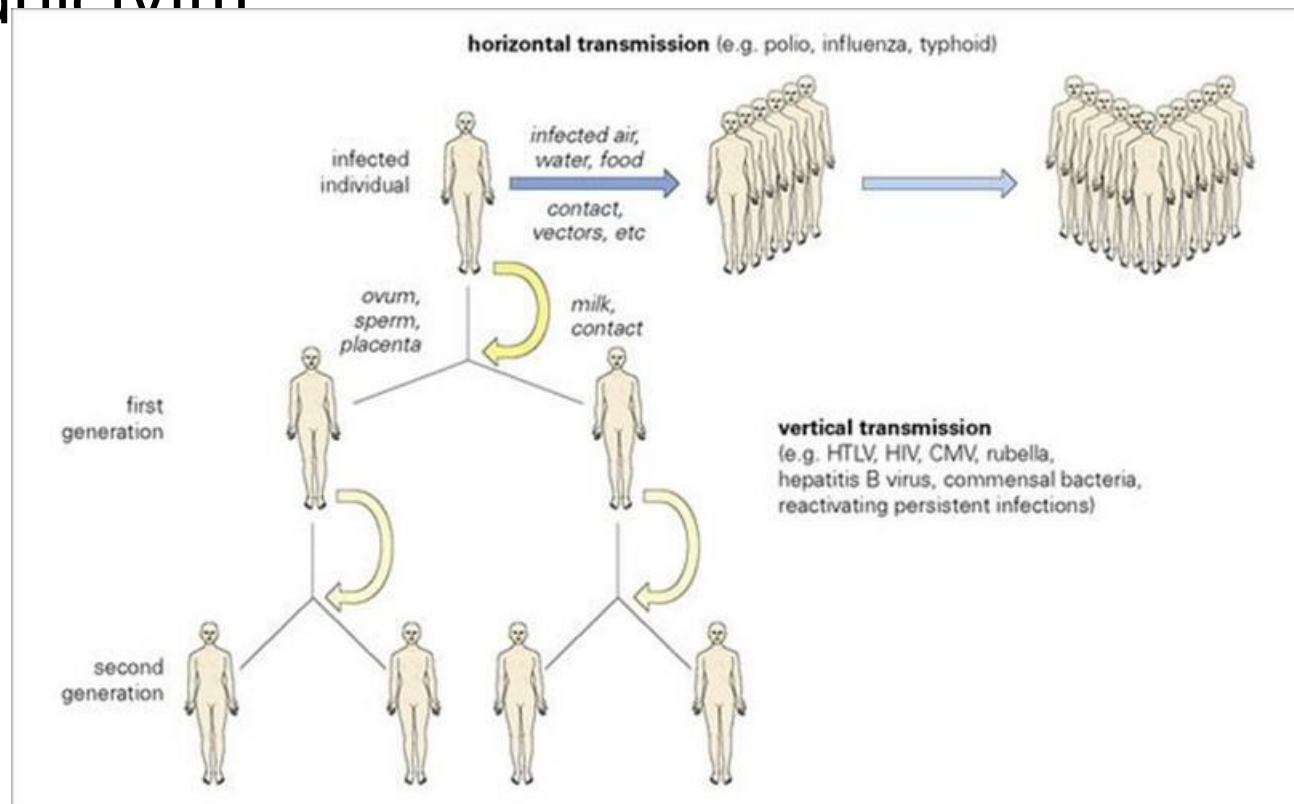 horizontal transmission (e.g. polio, influenza, typhoid)
infected
individual
infected air,
water, food
contact,
vectors, etc
ovum,
sperm,
placenta
milk,
contact
first
generation
vertical transmission
(e.g. HTLV, HIV, CMV, rubella,
hepatitis B virus, commensal bacteria,
reactivating persistent infections)
second
generation